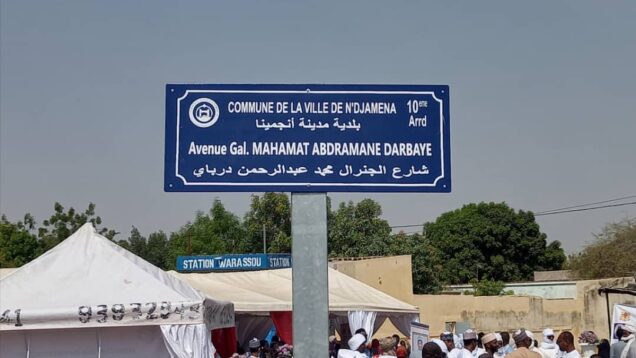 COMMUNE DE LA VILLE DE N'DJAMENA
10ème Arrd
بلدية مدينة أنجمينا
Avenue Gal. MAHAMAT ABDRAMANE DARBAYE
شارع الجنرال محمد عبدالرحمن درباي
STATION WARASSOU